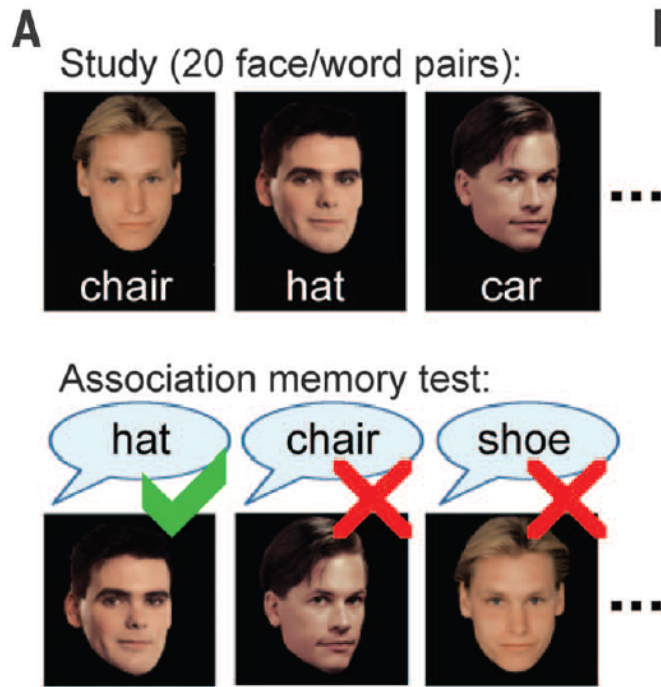 A
Study (20 face/word pairs):
chair hat car
Association memory test:
hat chair shoe